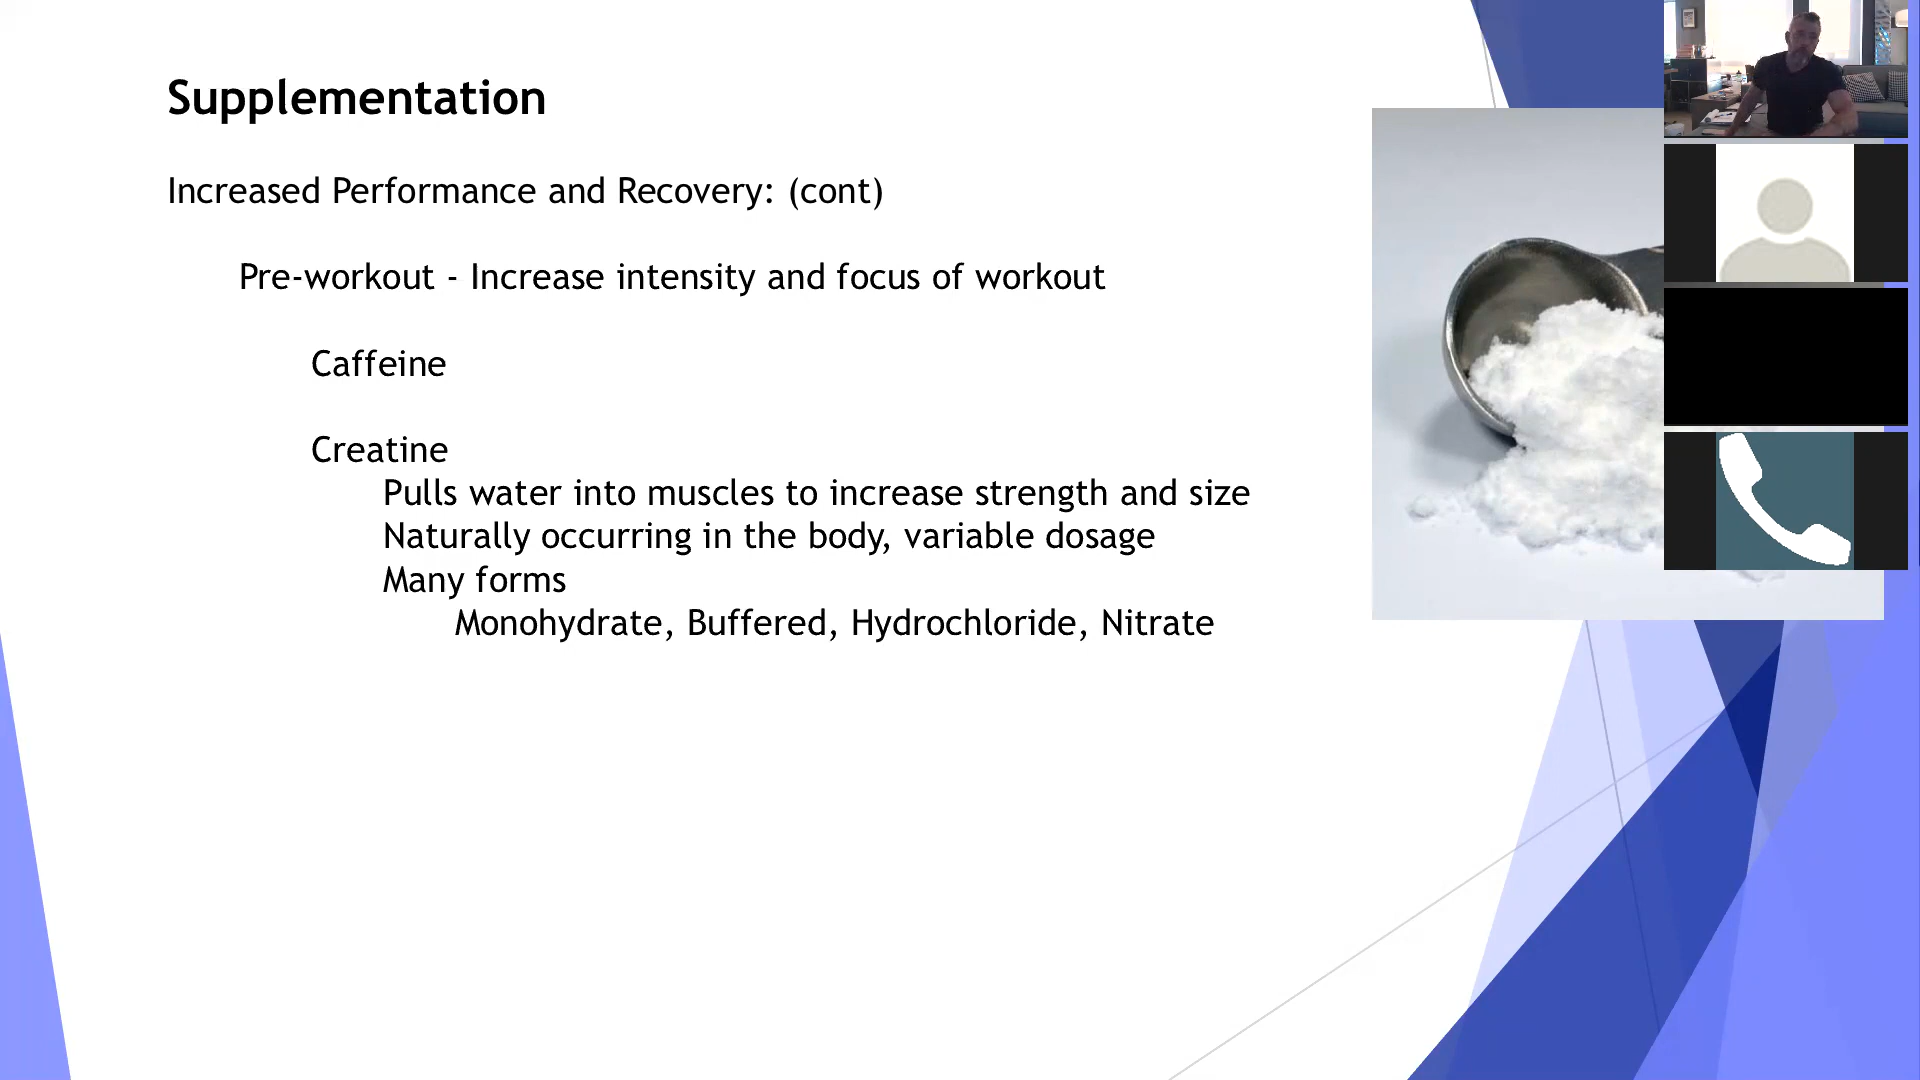 Supplementation
Increased Performance and Recovery: (cont)
Pre-workout - Increase intensity and focus of workout
Caffeine
Creatine
Pulls water into muscles to increase strength and size
Naturally occurring in the body, variable dosage
Many forms
Monohydrate, Buffered, Hydrochloride, Nitrate